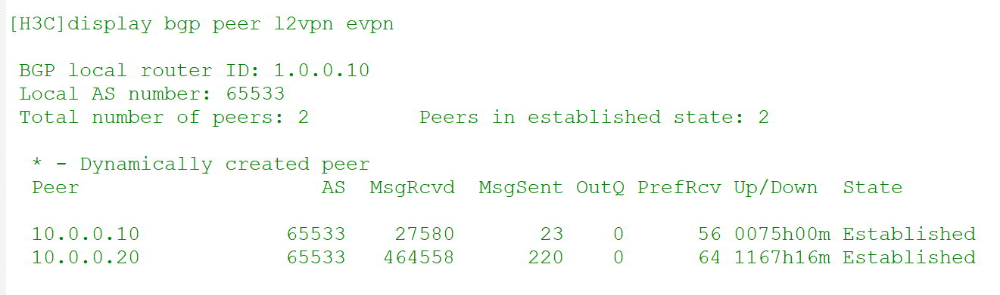 [H3C]display bgp peer l2vpn evpn
BGP local router ID: 1.0.0.10
Local AS number: 65533
Total number of peers: 2 Peers in established state: 2
* - Dynamically created peer
Peer AS MsgRcvd MsgSent OutQ PrefRcv Up/Down State
10.0.0.10 65533 27580 23 0 56 0075h00m Established
10.0.0.20 65533 464558 220 0 64 1167h16m Established